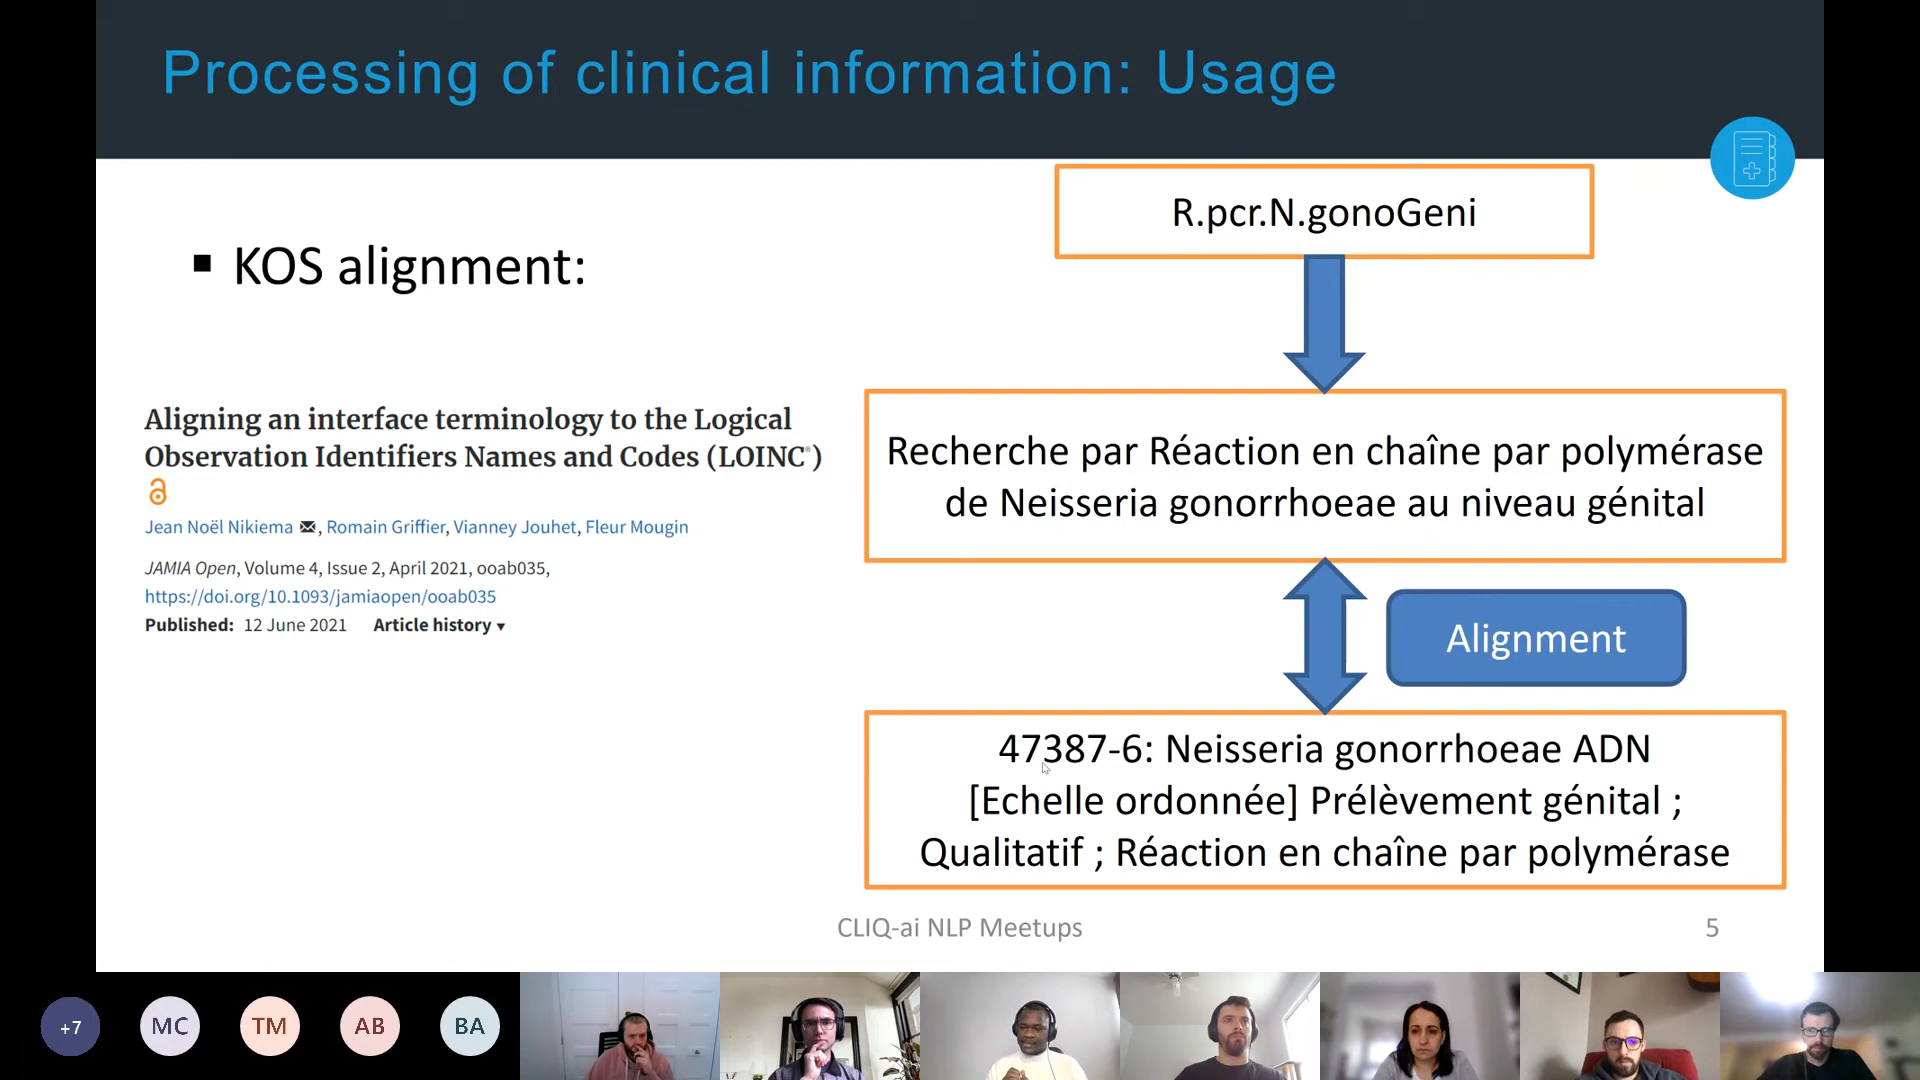 Processing of clinical information: Usage
▪ KOS alignment:
Aligning an interface terminology to the Logical
Observation Identifiers Names and Codes (LOINC®)
Jean Noël Nikiema ✉, Romain Griffier, Vianney Jouhet, Fleur Mougin
JAMIA Open, Volume 4, Issue 2, April 2021, ooab035,
https://doi.org/10.1093/jamiaopen/ooab035
Published: 12 June 2021 Article history ▾
R.pcr.N.gonoGeni
Recherche par Réaction en chaîne par polymérase
de Neisseria gonorrhoeae au niveau génital
Alignment
47387-6: Neisseria gonorrhoeae ADN
[Echelle ordonnée] Prélèvement génital ;
Qualitatif ; Réaction en chaîne par polymérase
CLIQ-ai NLP Meetups
5
+7
MC
TM
AB
BA